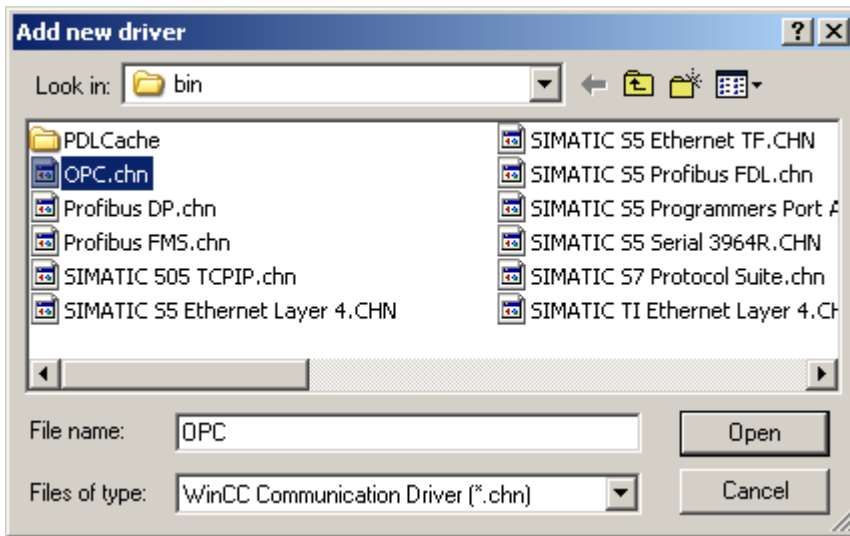 Add new driver
Look in: bin
PDLCache
OPC.chn
Profibus DP.chn
Profibus FMS.chn
SIMATIC 505 TCPIP.chn
SIMATIC S5 Ethernet Layer 4.CHN
SIMATIC S5 Ethernet TF.CHN
SIMATIC S5 Profibus FDL.chn
SIMATIC S5 Programmers Port A
SIMATIC S5 Serial 3964R.CHN
SIMATIC S7 Protocol Suite.chn
SIMATIC TI Ethernet Layer 4.CH
File name: OPC
Open
Files of type: WinCC Communication Driver (*.chn)
Cancel